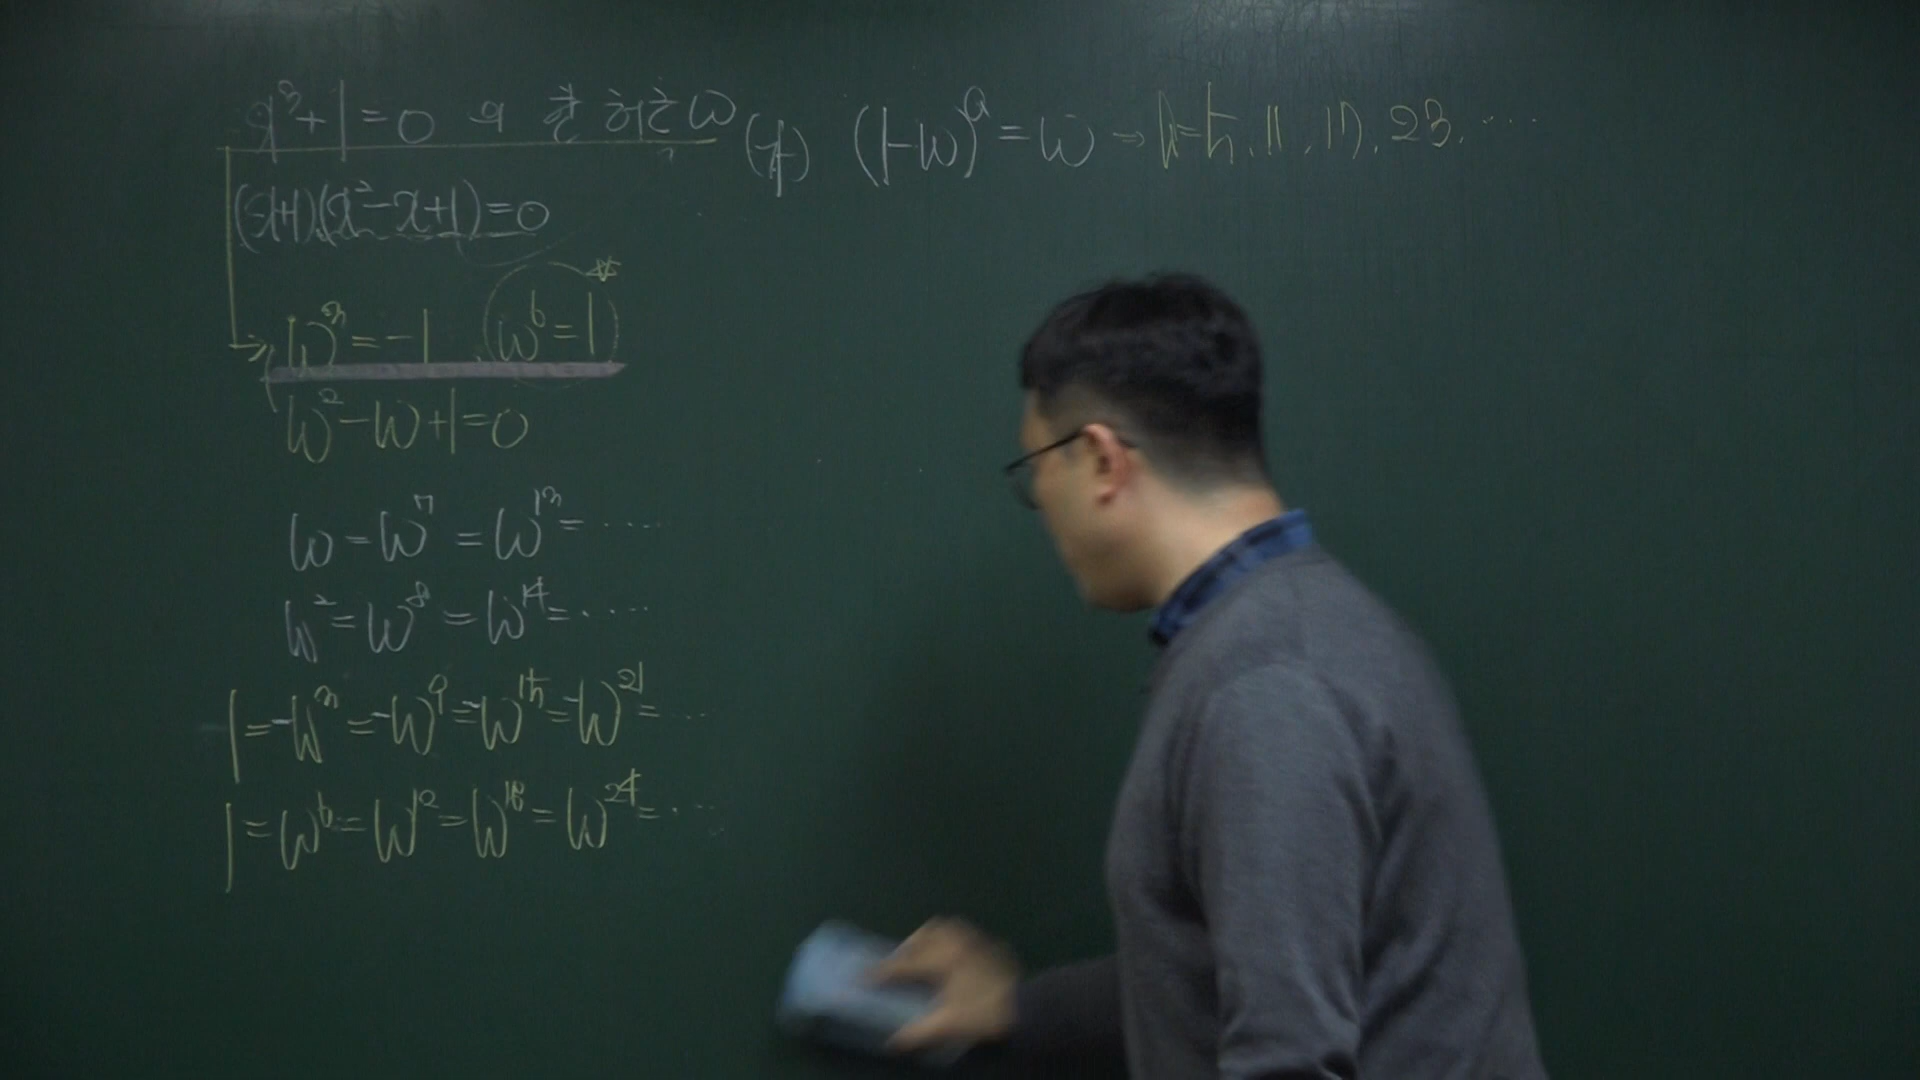 x³+1=0 의 한 허근 ω
(1-ω)ⁿ = ω → n=5, 11, 17, 23, ....
(x+1)(x²-x+1)=0
ω³=-1 ω⁶=1
ω²-ω+1=0
ω=ω⁷=ω¹³=.....
ω²=ω⁸=ω¹⁴=.....
1=-ω³=-ω⁹=-ω¹⁵=-ω²¹=...
1=ω⁶=ω¹²=ω¹⁸=ω²⁴=....